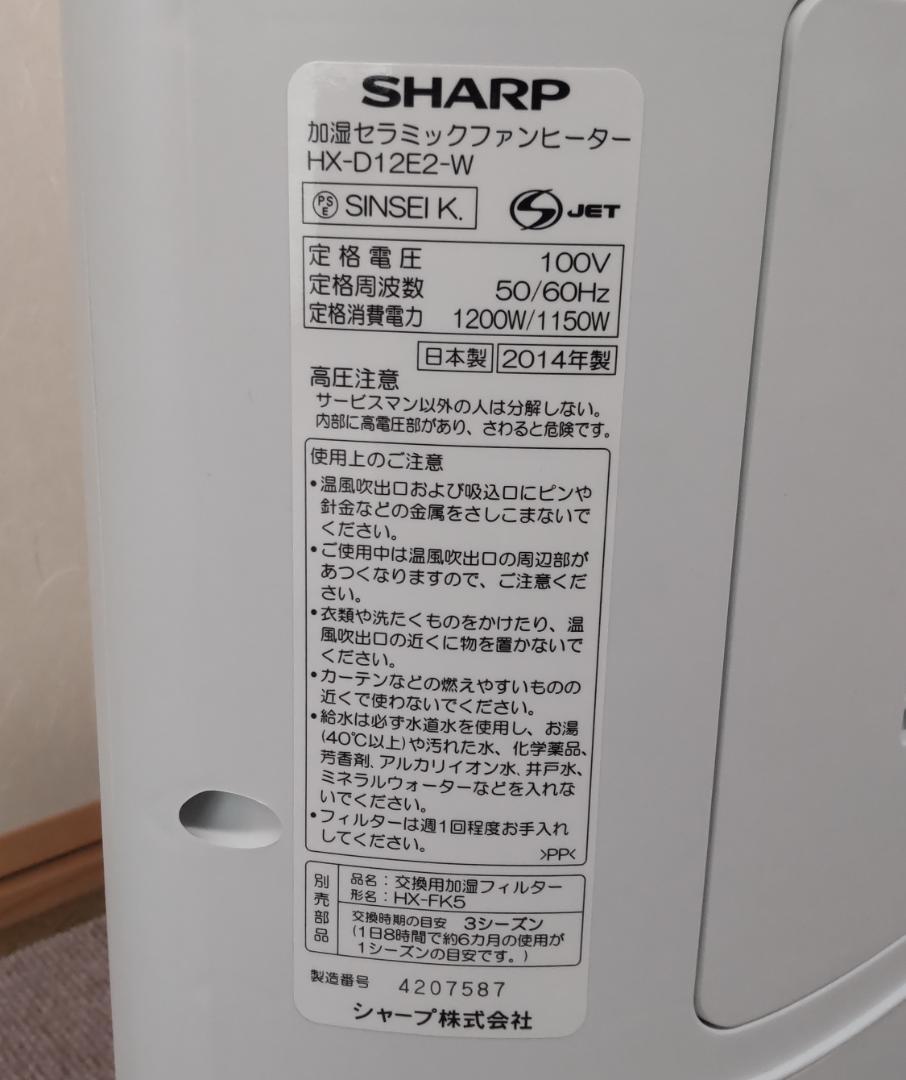 SHARP
加湿セラミックファンヒーター
HX-D12E2-W
PSE SINSEI K.
S JET
定格電圧 100V
定格周波数 50/60Hz
定格消費電力 1200W/1150W
日本製 2014年製
高圧注意
サービスマン以外の人は分解しない。
内部に高電圧部があり、さわると危険です。
使用上のご注意
•温風吹出口および吸込口にピンや
針金などの金属をさしこまないで
ください。
•ご使用中は温風吹出口の周辺部が
あつくなりますので、ご注意くだ
さい。
•衣類や洗たくものをかけたり、温
風吹出口の近くに物を置かないで
ください。
•カーテンなどの燃えやすいものの
近くで使わないでください。
•給水は必ず水道水を使用し、お湯
(40℃以上)や汚れた水、化学薬品、
芳香剤、アルカリイオン水、井戸水、
ミネラルウォーターなどを入れな
いでください。
•フィルターは週1回程度お手入れ
してください。
>PP<
別売部品
品名：交換用加湿フィルター
形名：HX-FK5
交換時期の目安 3シーズン
(1日8時間で約6カ月の使用が
1シーズンの目安です。)
製造番号 4207587
シャープ株式会社